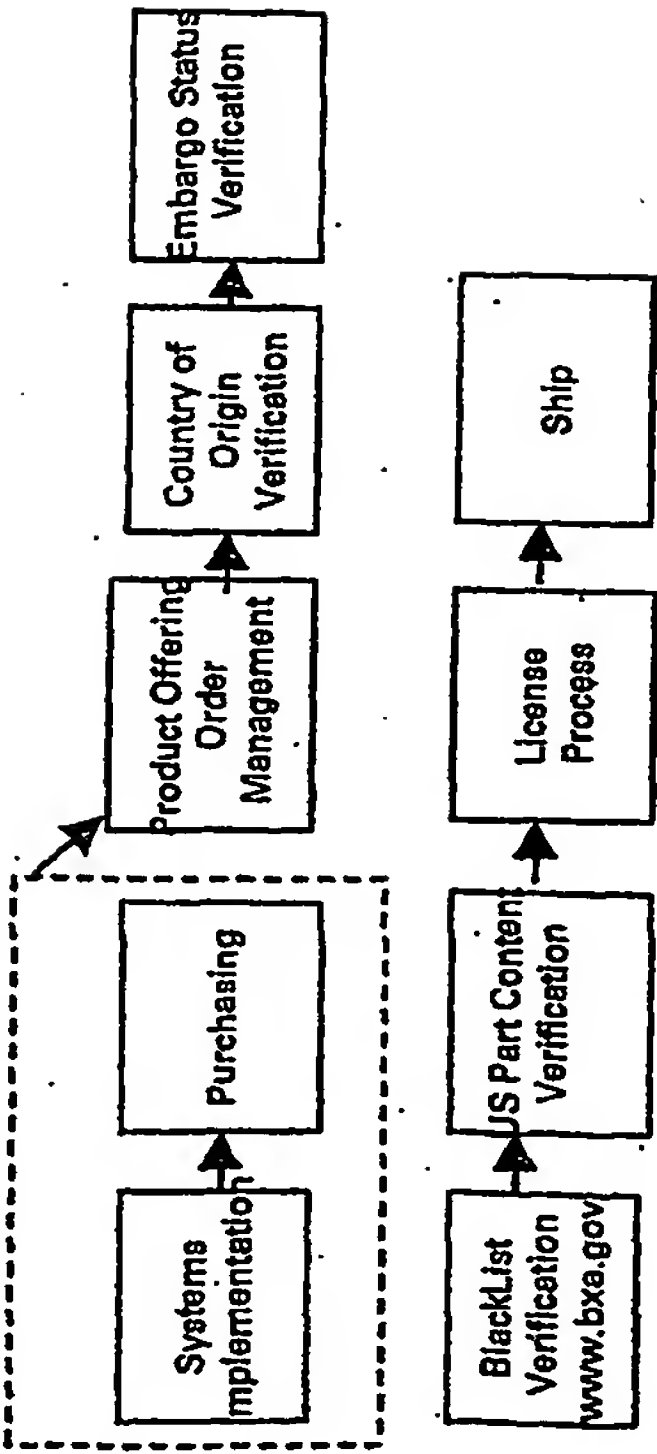 Systems
mplementation
Purchasing
Product Offering
Order
Management
Country of
Origin
Verification
Embargo Status
Verification
BlackList
Verification
www.bxa.gov
US Part Conten
Verification
License
Process
Ship